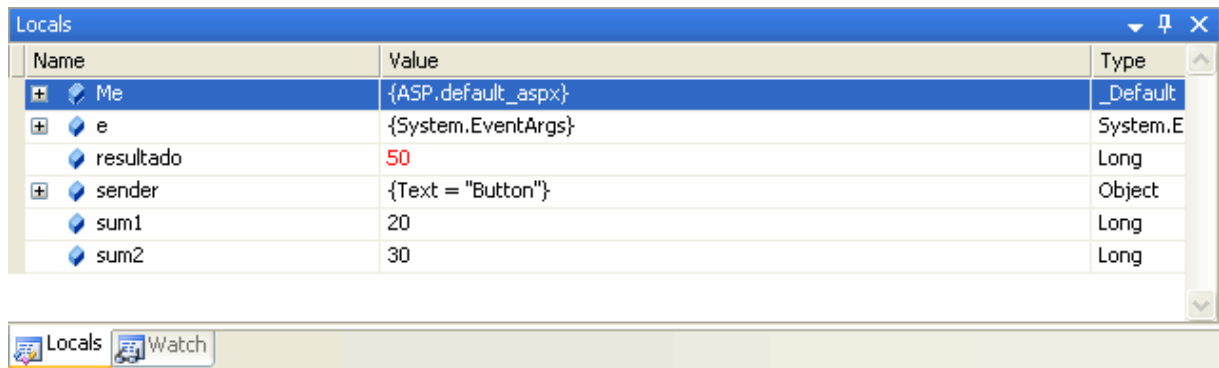 Locals
Name Value Type
Me {ASP.default_aspx} _Default
e {System.EventArgs} System.E
resultado 50 Long
sender {Text = "Button"} Object
sum1 20 Long
sum2 30 Long
Locals Watch